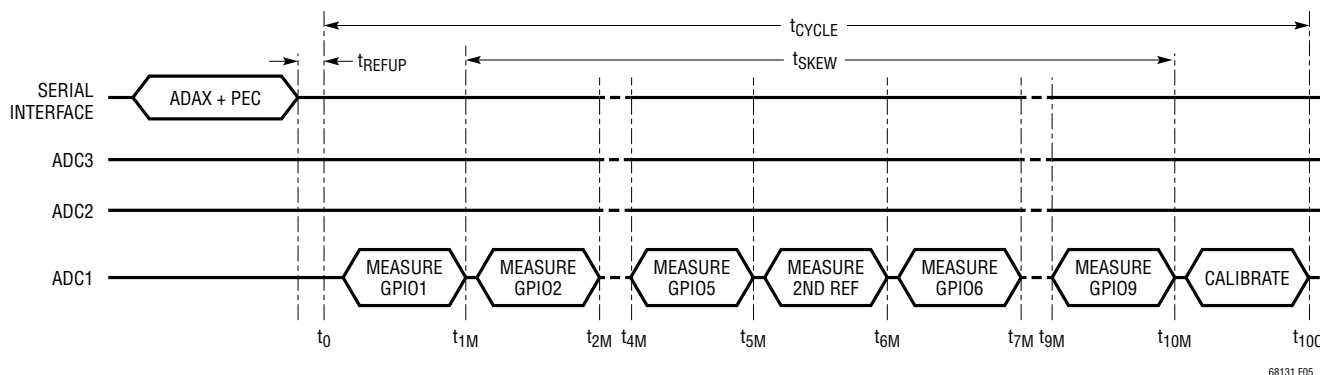 tCYCLE
tREFUP
tSKEW
SERIAL
INTERFACE
ADAX + PEC
ADC3
ADC2
ADC1
MEASURE
GPIO1
MEASURE
GPIO2
MEASURE
GPIO5
MEASURE
2ND REF
MEASURE
GPIO6
MEASURE
GPIO9
CALIBRATE
t0
t1M
t2M
t4M
t5M
t6M
t7M
t9M
t10M
t10C
68131 F05